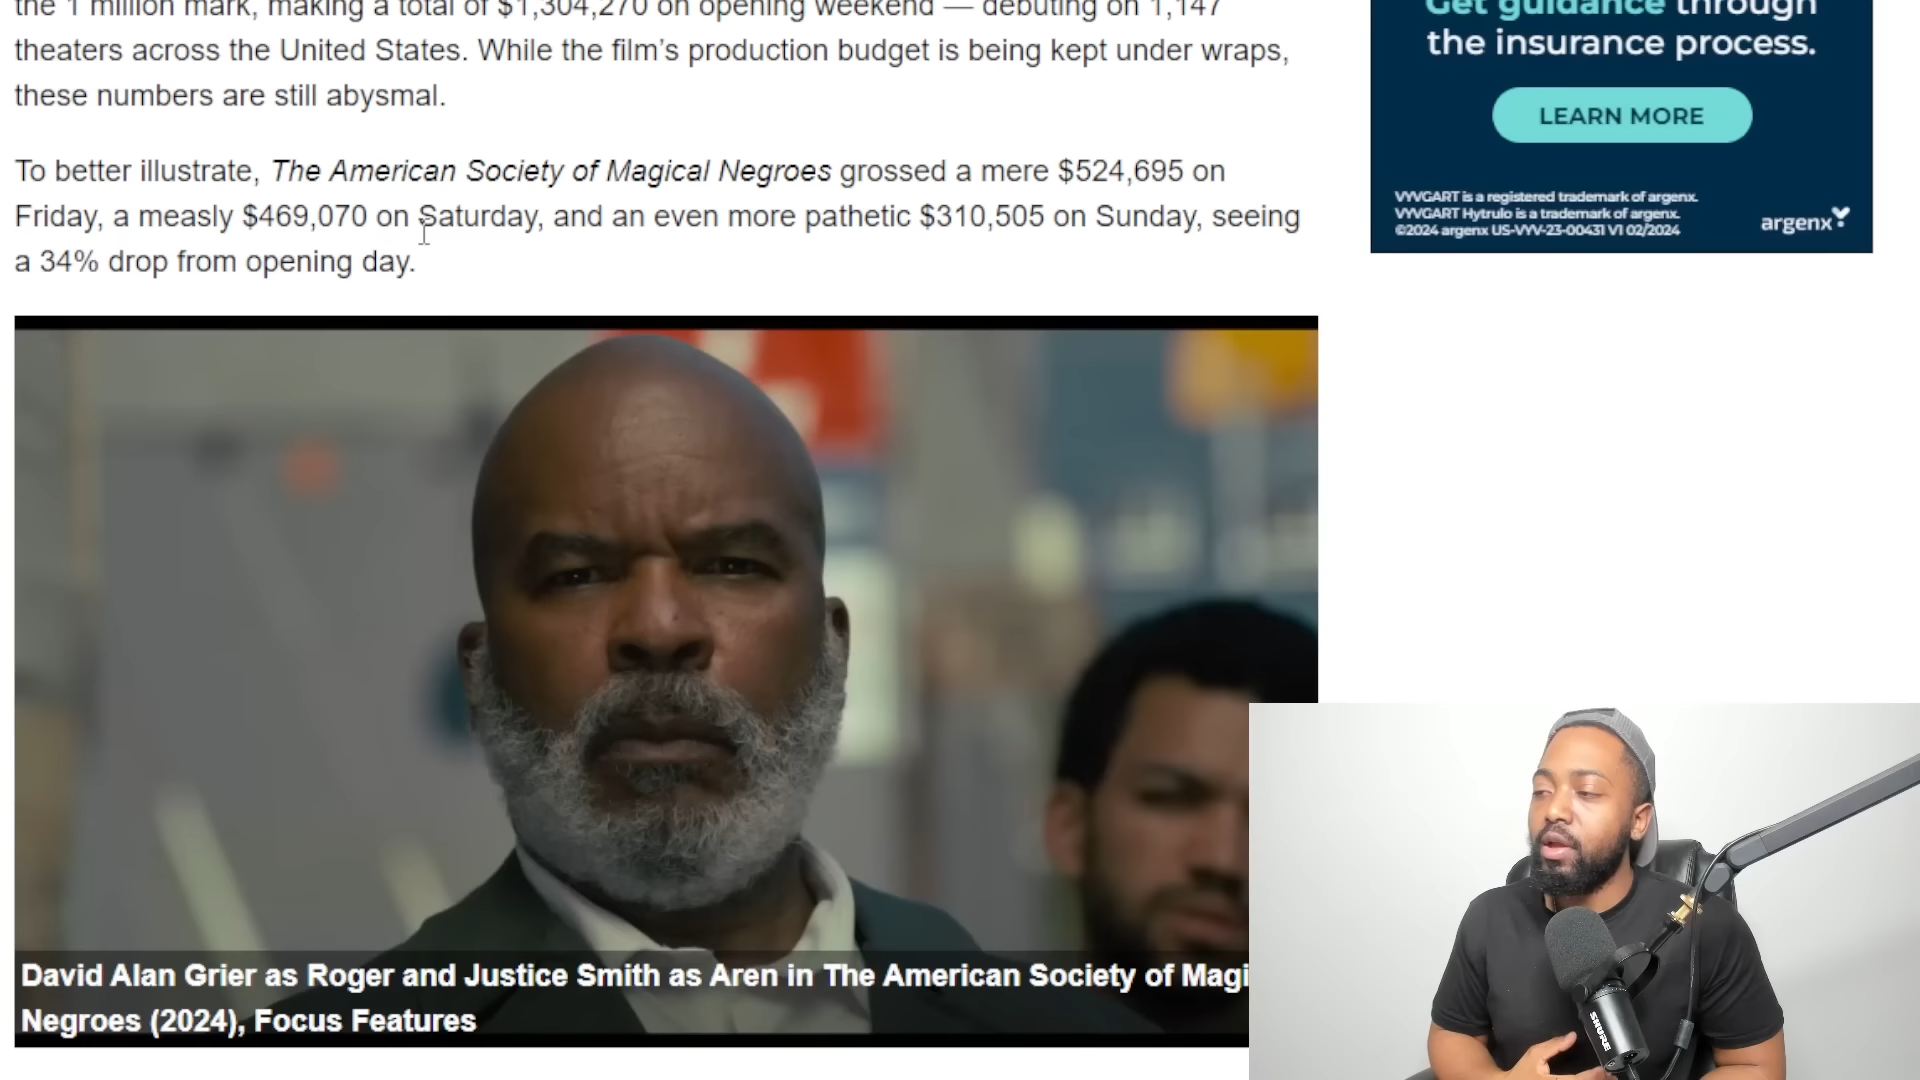 the 1 million mark, making a total of $1,304,270 on opening weekend — debuting on 1,147
theaters across the United States. While the film’s production budget is being kept under wraps,
these numbers are still abysmal.
To better illustrate, The American Society of Magical Negroes grossed a mere $524,695 on
Friday, a measly $469,070 on Saturday, and an even more pathetic $310,505 on Sunday, seeing
a 34% drop from opening day.
David Alan Grier as Roger and Justice Smith as Aren in The American Society of Magi
Negroes (2024), Focus Features
Get guidance through
the insurance process.
LEARN MORE
VYVGART is a registered trademark of argenx.
VYVGART Hytrulo is a trademark of argenx.
©2024 argenx US-VYV-23-00431 V1 02/2024
argenx
SHURE